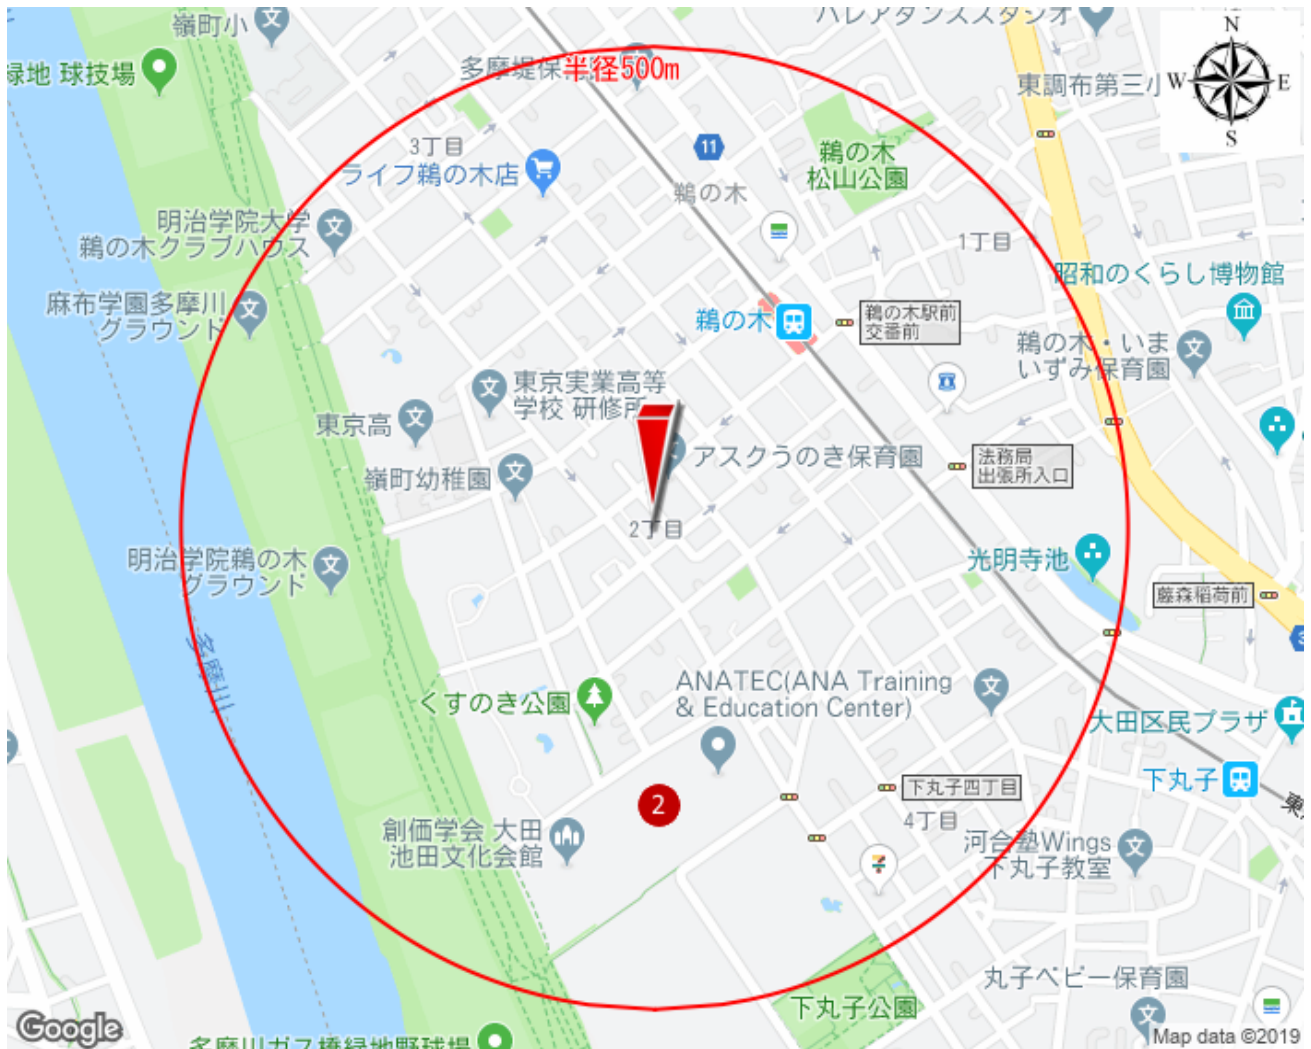 嶺町小
パレアダンススタジオ
N
W
E
S
緑地 球技場
多摩堤保
半径500m
東調布第三小
3丁目
11
鵜の木
松山公園
ライフ鵜の木店
鵜の木
明治学院大学
鵜の木クラブハウス
1丁目
昭和のくらし博物館
麻布学園多摩川
グラウンド
鵜の木
鵜の木駅前
交番前
鵜の木・いま
いずみ保育園
東京実業高等
学校 研修所
東京高
アスクうのき保育園
法務局
出張所入口
嶺町幼稚園
2丁目
明治学院鵜の木
グラウンド
光明寺池
藤森稲荷前
多摩川
ANATEC(ANA Training
& Education Center)
くすのき公園
大田区民プラザ
下丸子
2
下丸子四丁目
4丁目
創価学会 大田
池田文化会館
河合塾Wings
下丸子教室
丸子ベビー保育園
下丸子公園
Google
多摩川ガス橋緑地野球場
Map data ©2019